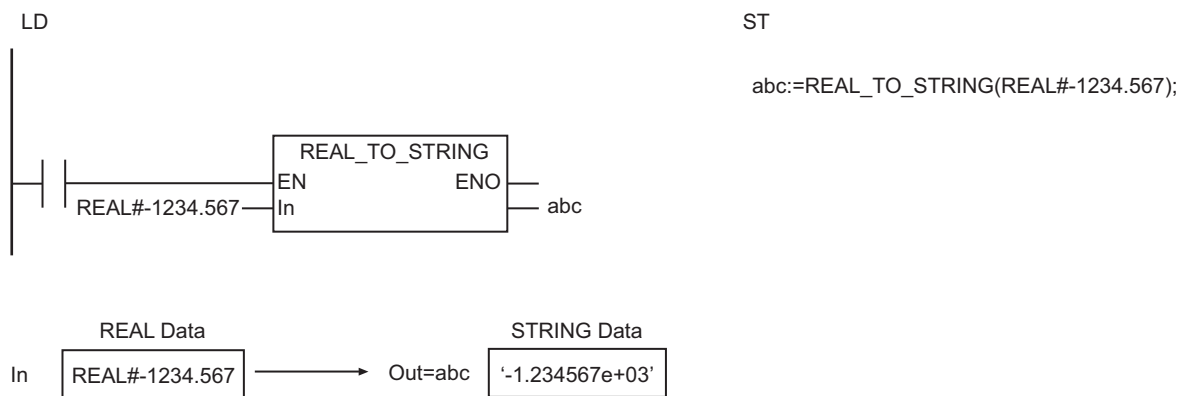 LD
ST
abc:=REAL_TO_STRING(REAL#-1234.567);
REAL_TO_STRING
EN ENO
REAL#-1234.567 In abc
REAL Data STRING Data
In REAL#-1234.567 Out=abc ‘-1.234567e+03’